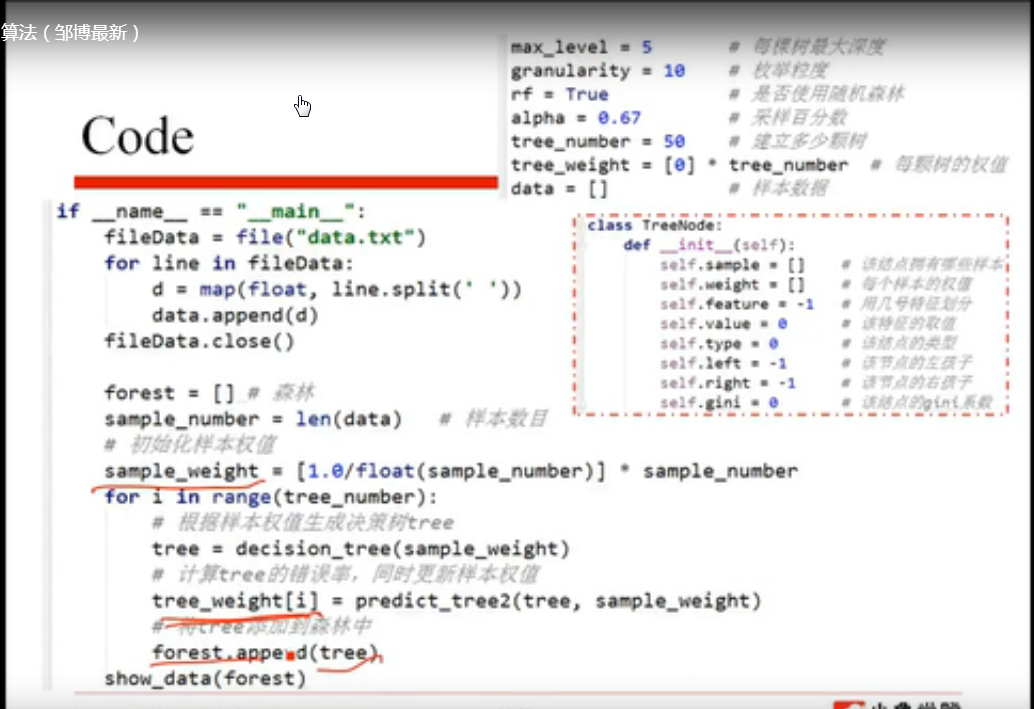 算法（邹博最新）
Code
max_level = 5 # 每棵树最大深度
granularity = 10 # 枚举粒度
rf = True # 是否使用随机森林
alpha = 0.67 # 采样百分数
tree_number = 50 # 建立多少颗树
tree_weight = [0] * tree_number # 每颗树的权值
data = [] # 样本数据
if __name__ == "__main__":
fileData = file("data.txt")
for line in fileData:
d = map(float, line.split(' '))
data.append(d)
fileData.close()
forest = [] # 森林
sample_number = len(data) # 样本数目
# 初始化样本权值
sample_weight = [1.0/float(sample_number)] * sample_number
for i in range(tree_number):
# 根据样本权值生成决策树tree
tree = decision_tree(sample_weight)
# 计算tree的错误率，同时更新样本权值
tree_weight[i] = predict_tree2(tree, sample_weight)
# 将tree添加到森林中
forest.append(tree)
show_data(forest)
class TreeNode:
def __init__(self):
self.sample = [] # 该结点拥有哪些样本
self.weight = [] # 每个样本的权值
self.feature = -1 # 用几号特征划分
self.value = 0 # 该特征的取值
self.type = 0 # 该结点的类型
self.left = -1 # 该节点的左孩子
self.right = -1 # 该节点的右孩子
self.gini = 0 # 该结点的gini系数